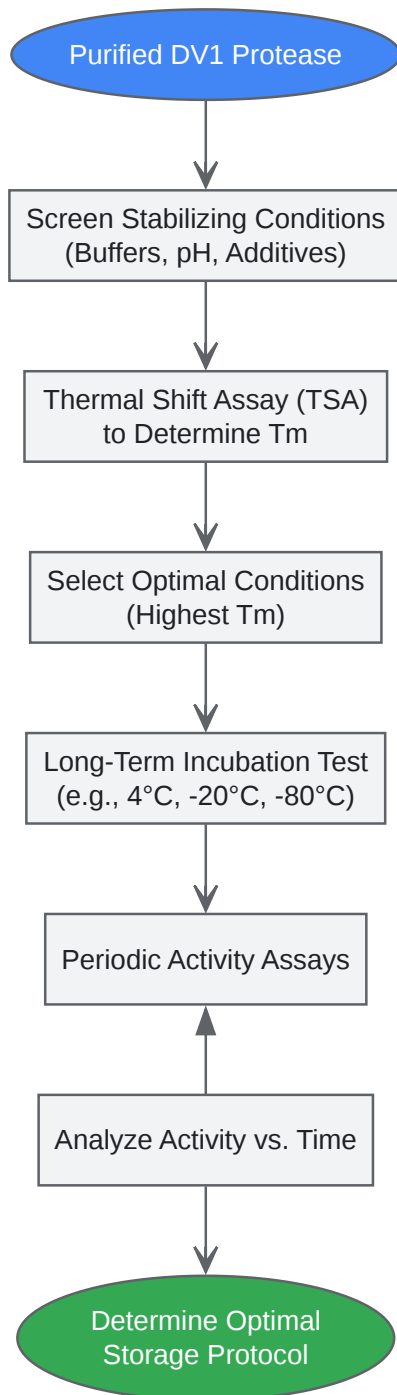 Purified DV1 Protease
Screen Stabilizing Conditions
(Buffers, pH, Additives)
Thermal Shift Assay (TSA)
to Determine Tm
Select Optimal Conditions
(Highest Tm)
Long-Term Incubation Test
(e.g., 4°C, -20°C, -80°C)
Periodic Activity Assays
Analyze Activity vs. Time
Determine Optimal
Storage Protocol